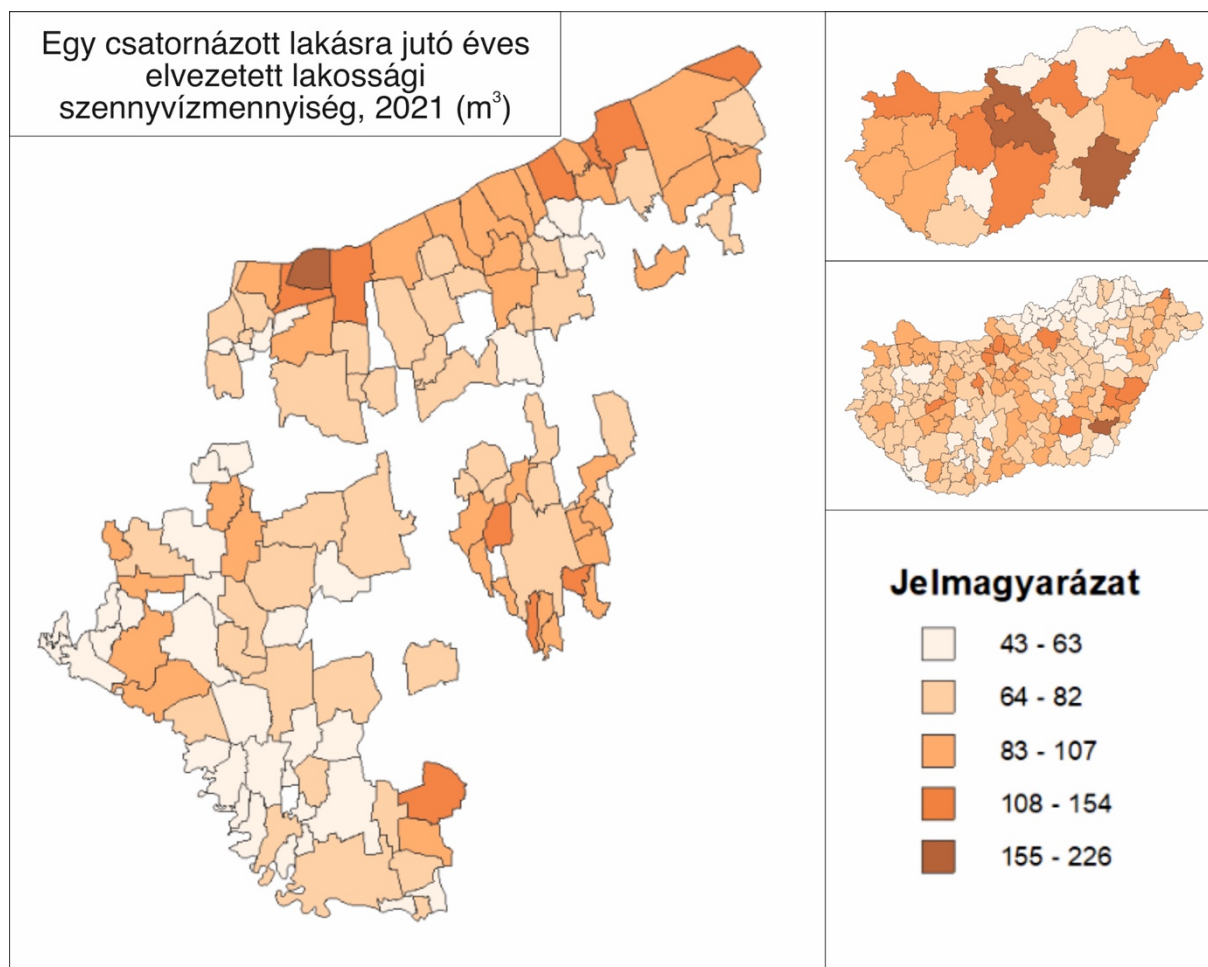 Egy csatornázott lakásra jutó éves
elvezetett lakossági
szennyvízmennyiség, 2021 (m³)
Jelmagyarázat
43 - 63
64 - 82
83 - 107
108 - 154
155 - 226